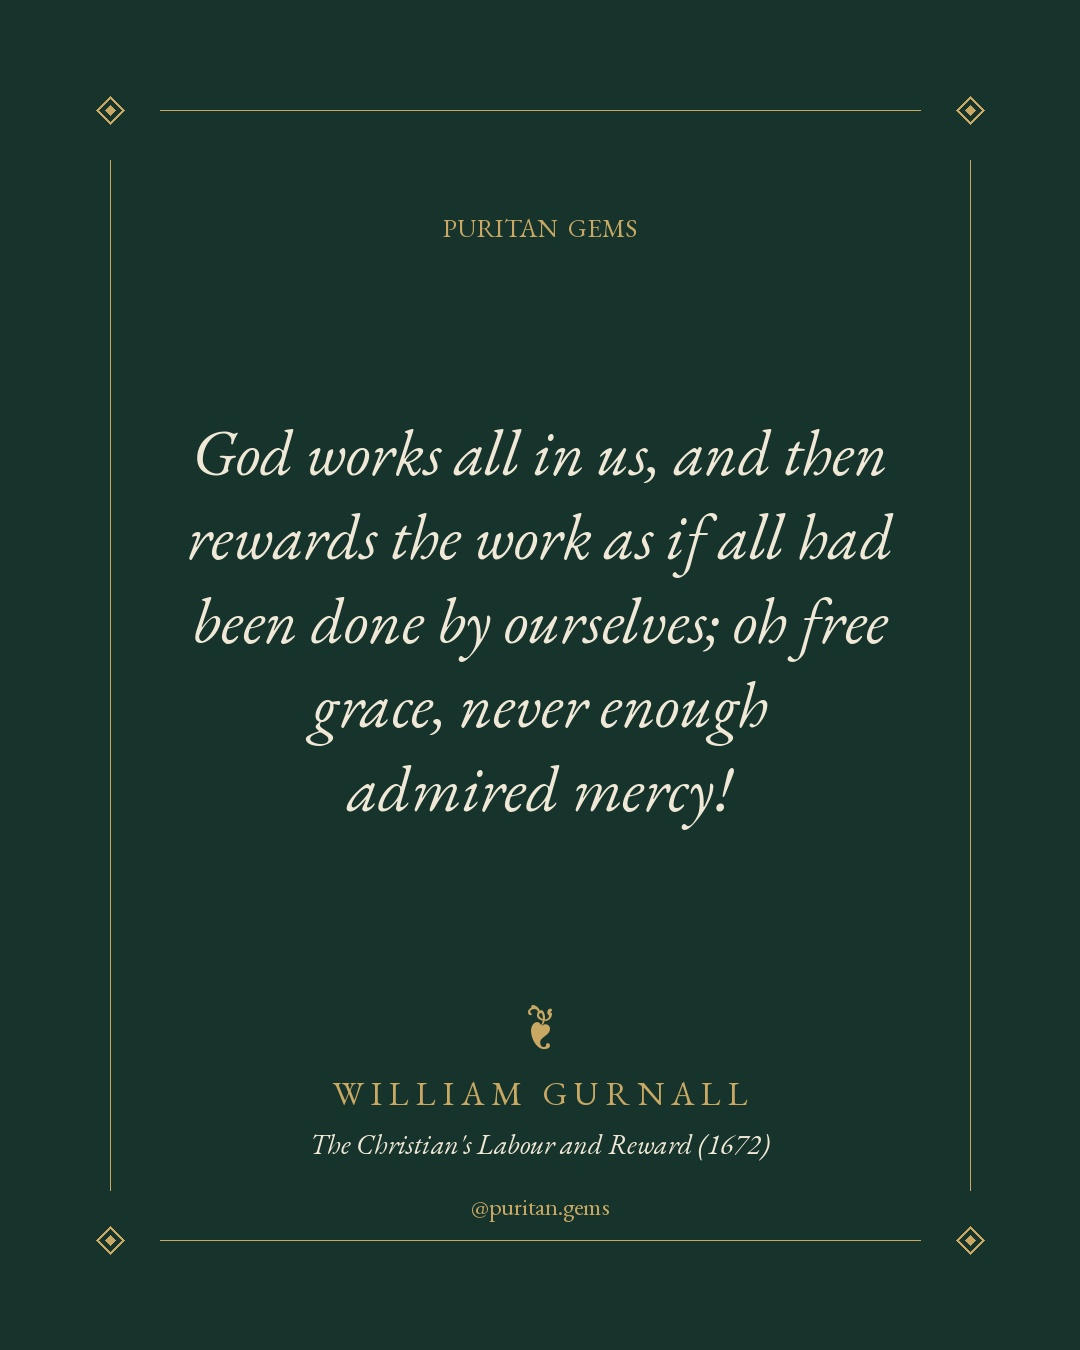 PURITAN GEMS
God works all in us, and then
rewards the work as if all had
been done by ourselves; oh free
grace, never enough
admired mercy!
WILLIAM GURNALL
The Christian's Labour and Reward (1672)
@puritan.gems